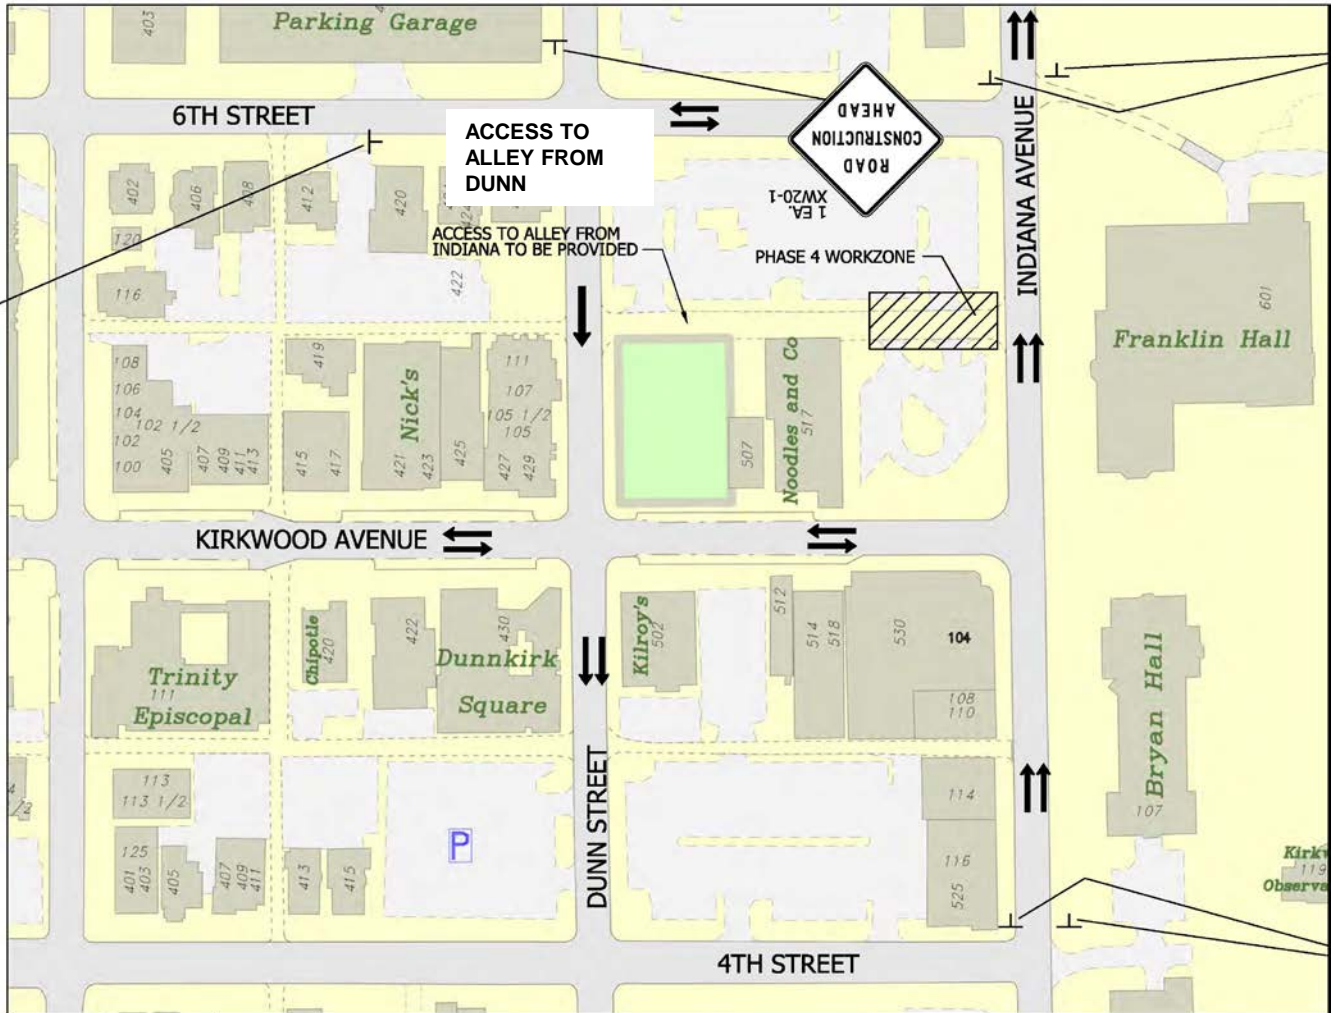 403
Parking Garage
6TH STREET
ACCESS TO
ALLEY FROM
DUNN
ROAD
CONSTRUCTION
AHEAD
1 EA.
XW20-1
INDIANA AVENUE
402
406
408
412
420
424
120
116
422
ACCESS TO ALLEY FROM
INDIANA TO BE PROVIDED
PHASE 4 WORKZONE
601
Franklin Hall
108
106
104
102 1/2
102
100
405
407
409
411
413
419
415
417
Nick's
421
423
425
111
107
105 1/2
105
427
429
507
Noodles and Co
517
KIRKWOOD AVENUE
Trinity
111
Episcopal
Chipotle
420
422
430
Dunnkirk
Square
Kilroy's
502
512
514
518
530
104
108
110
Bryan Hall
107
113
113 1/2
125
401
403
405
407
409
411
413
415
P
DUNN STREET
114
116
525
1/2
4TH STREET